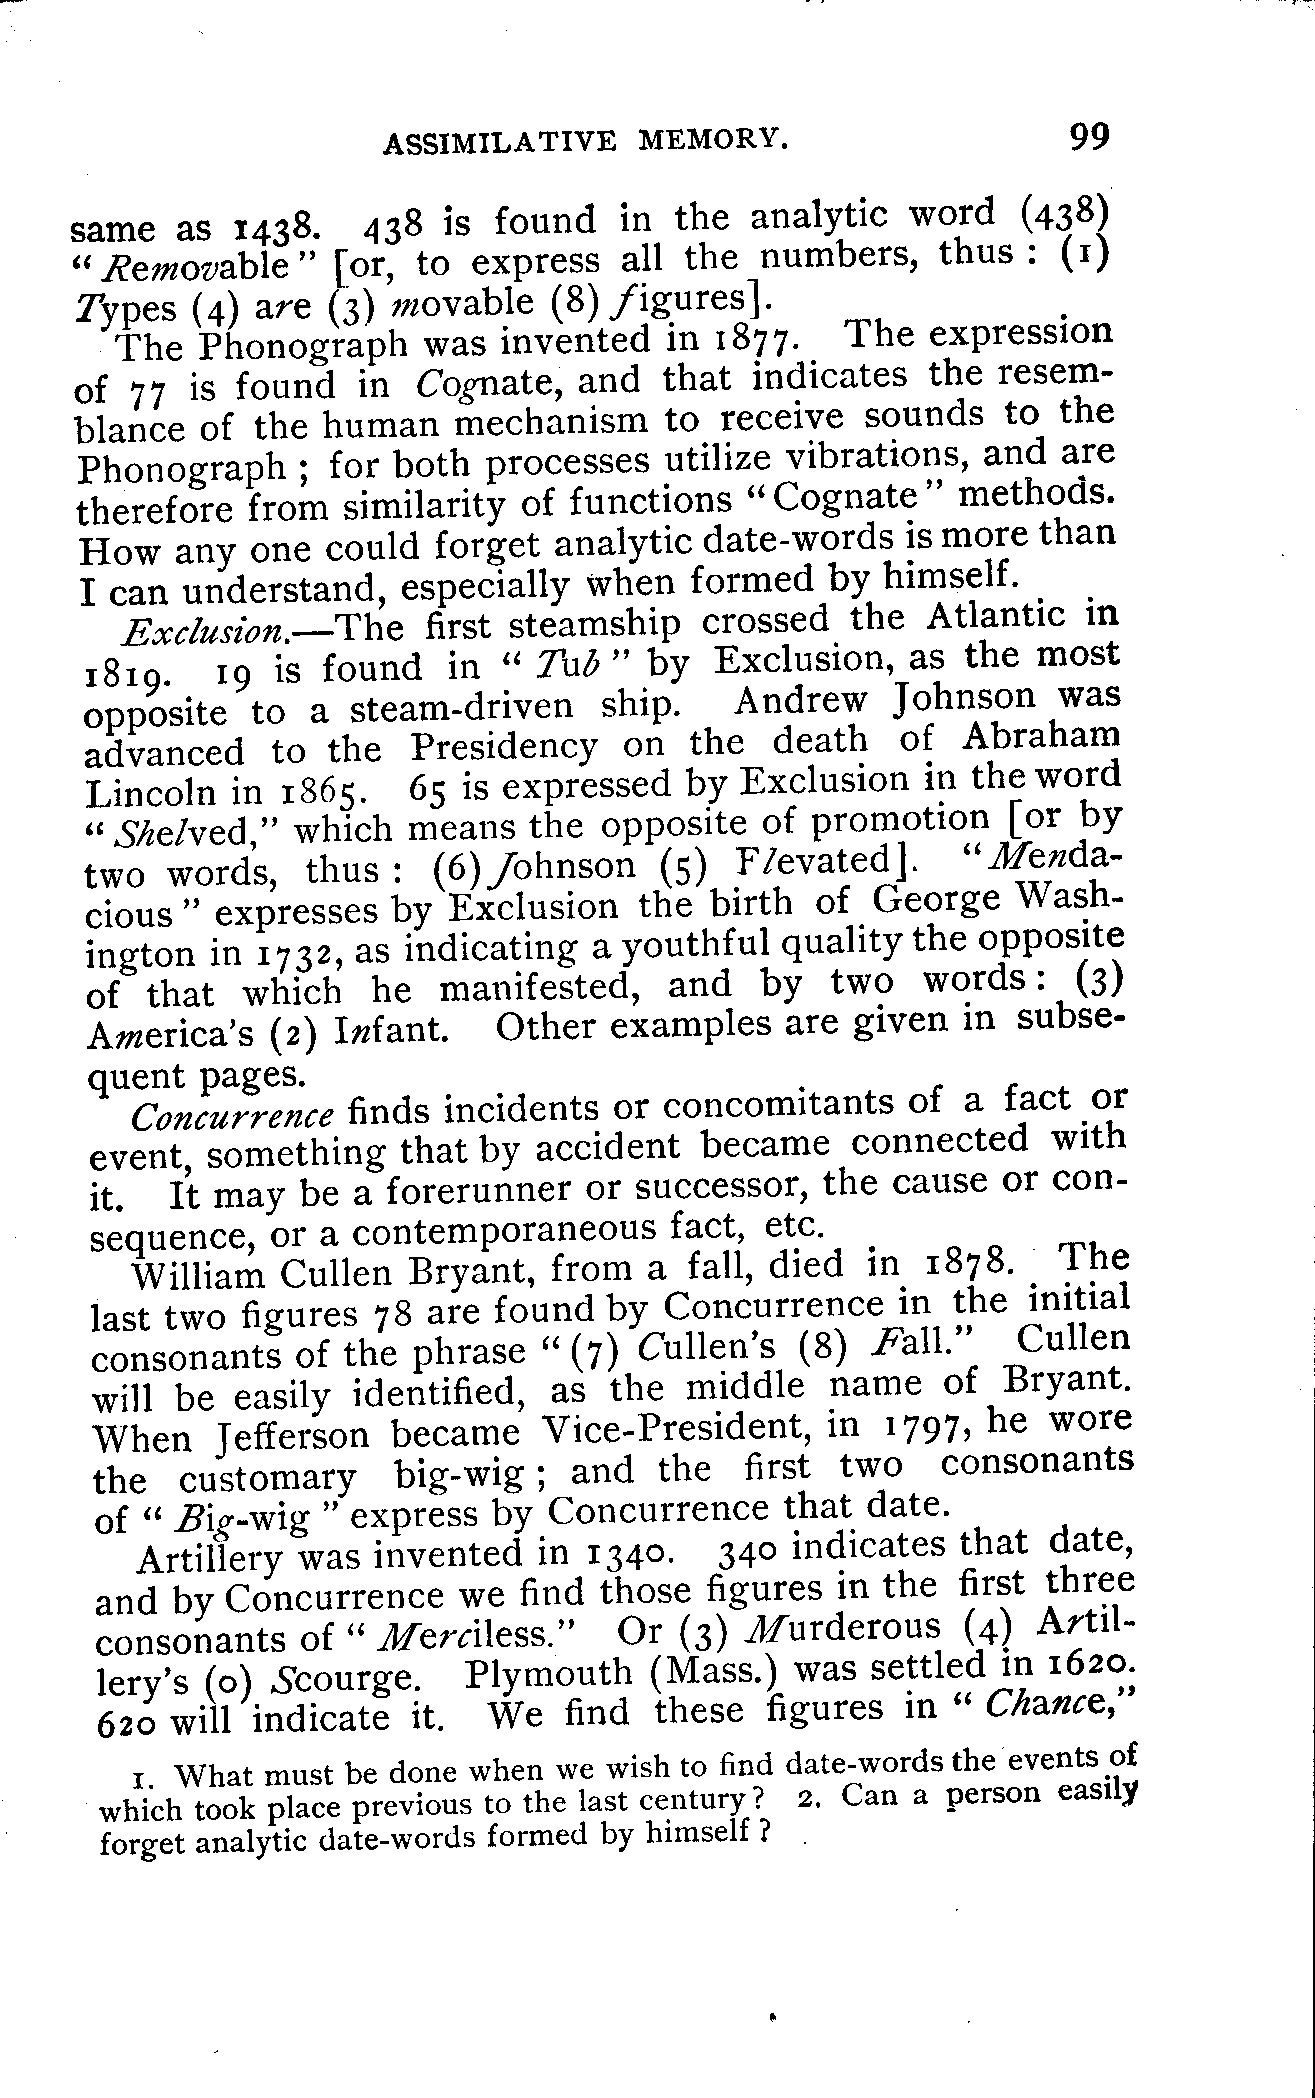 ASSIMILATIVE MEMORY. 99
same as 1438. 438 is found in the analytic word (438)
“ Removable ” [or, to express all the numbers, thus : (1)
Types (4) are (3) movable (8) figures].
The Phonograph was invented in 1877. The expression
of 77 is found in Cognate, and that indicates the resem-
blance of the human mechanism to receive sounds to the
Phonograph ; for both processes utilize vibrations, and are
therefore from similarity of functions “ Cognate ” methods.
How any one could forget analytic date-words is more than
I can understand, especially when formed by himself.
Exclusion.—The first steamship crossed the Atlantic in
1819. 19 is found in “ Tub ” by Exclusion, as the most
opposite to a steam-driven ship. Andrew Johnson was
advanced to the Presidency on the death of Abraham
Lincoln in 1865. 65 is expressed by Exclusion in the word
“ Shelved,” which means the opposite of promotion [or by
two words, thus : (6) Johnson (5) Flevated]. “ Menda-
cious ” expresses by Exclusion the birth of George Wash-
ington in 1732, as indicating a youthful quality the opposite
of that which he manifested, and by two words : (3)
America's (2) Infant. Other examples are given in subse-
quent pages.
Concurrence finds incidents or concomitants of a fact or
event, something that by accident became connected with
it. It may be a forerunner or successor, the cause or con-
sequence, or a contemporaneous fact, etc.
William Cullen Bryant, from a fall, died in 1878. The
last two figures 78 are found by Concurrence in the initial
consonants of the phrase “ (7) Cullen's (8) Fall.” Cullen
will be easily identified, as the middle name of Bryant.
When Jefferson became Vice-President, in 1797, he wore
the customary big-wig ; and the first two consonants
of “ Big-wig ” express by Concurrence that date.
Artillery was invented in 1340. 340 indicates that date,
and by Concurrence we find those figures in the first three
consonants of “ Merciless.” Or (3) Murderous (4) Artil-
lery's (0) Scourge. Plymouth (Mass.) was settled in 1620.
620 will indicate it. We find these figures in “ Chance,”
1. What must be done when we wish to find date-words the events of
which took place previous to the last century ? 2. Can a person easily
forget analytic date-words formed by himself ?